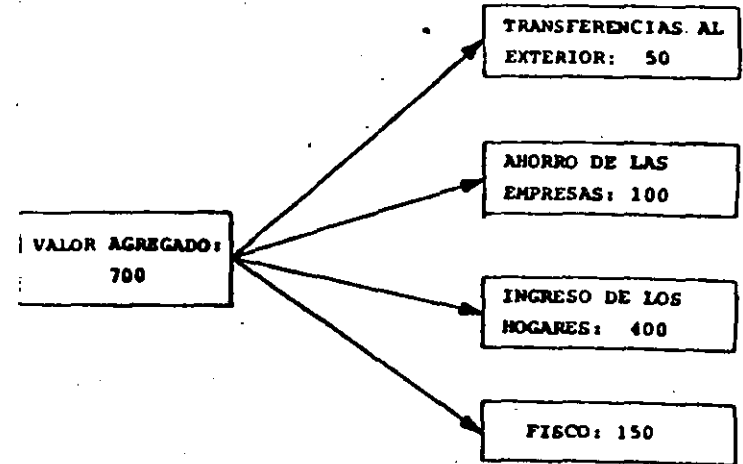 TRANSFERENCIAS AL
EXTERIOR: 50
AHORRO DE LAS
EMPRESAS: 100
VALOR AGREGADO:
700
INGRESO DE LOS
HOGARES: 400
FISCO: 150